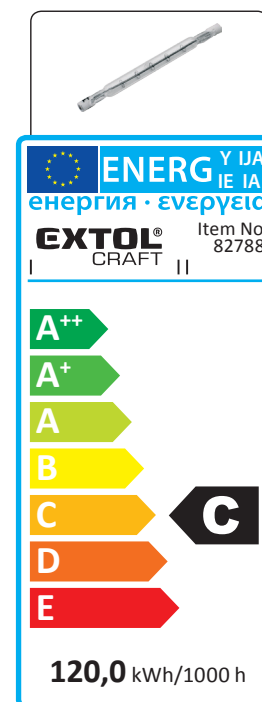 ENERG Y IJA
IE IA
енергия · ενεργεια
EXTOL® Item No
CRAFT 82788
I II
A++
A+
A
B
C C
D
E
120,0 kWh/1000 h